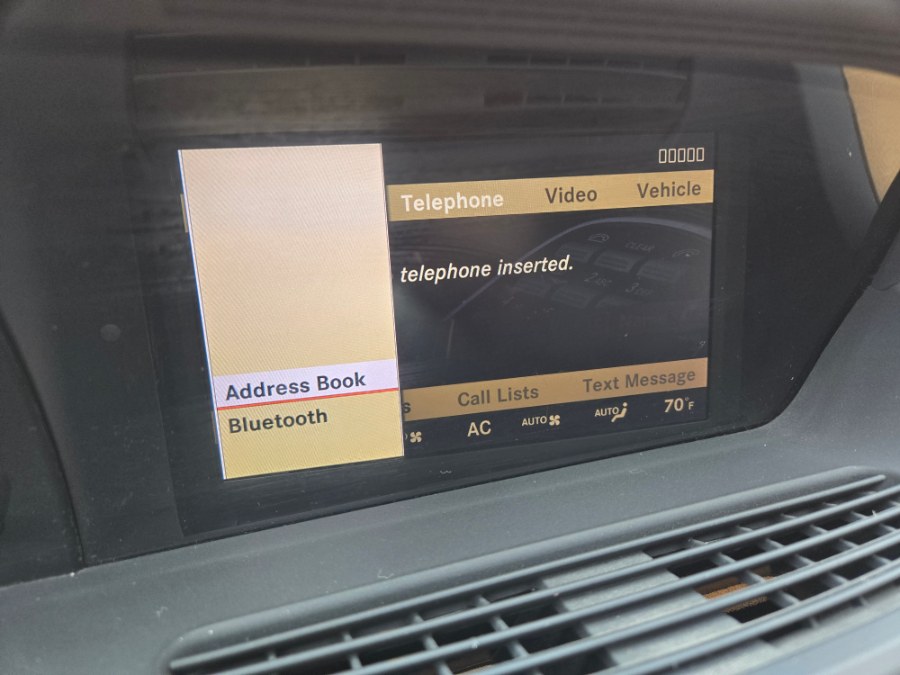 Telephone Video Vehicle
telephone inserted.
Address Book
Bluetooth
s Call Lists Text Message
AC AUTO AUTO 70°F